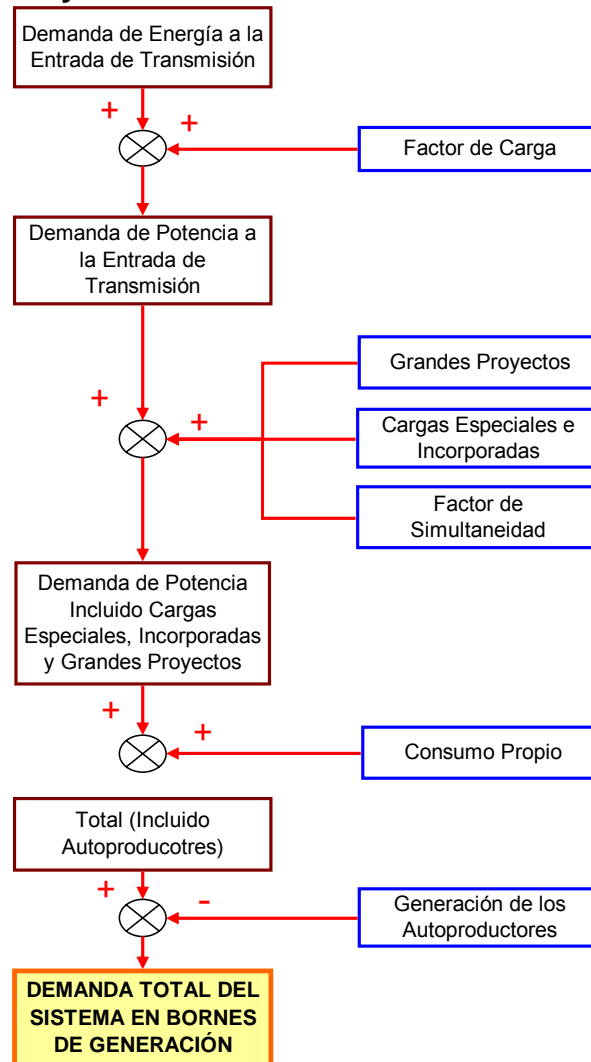 Demanda de Energía a la
Entrada de Transmisión
+
+
Factor de Carga
Demanda de Potencia a
la Entrada de
Transmisión
Grandes Proyectos
+
+
Cargas Especiales e
Incorporadas
Factor de
Simultaneidad
Demanda de Potencia
Incluido Cargas
Especiales, Incorporadas
y Grandes Proyectos
+
+
Consumo Propio
Total (Incluido
Autoproducotres)
+
-
Generación de los
Autoproductores
DEMANDA TOTAL DEL
SISTEMA EN BORNES
DE GENERACIÓN